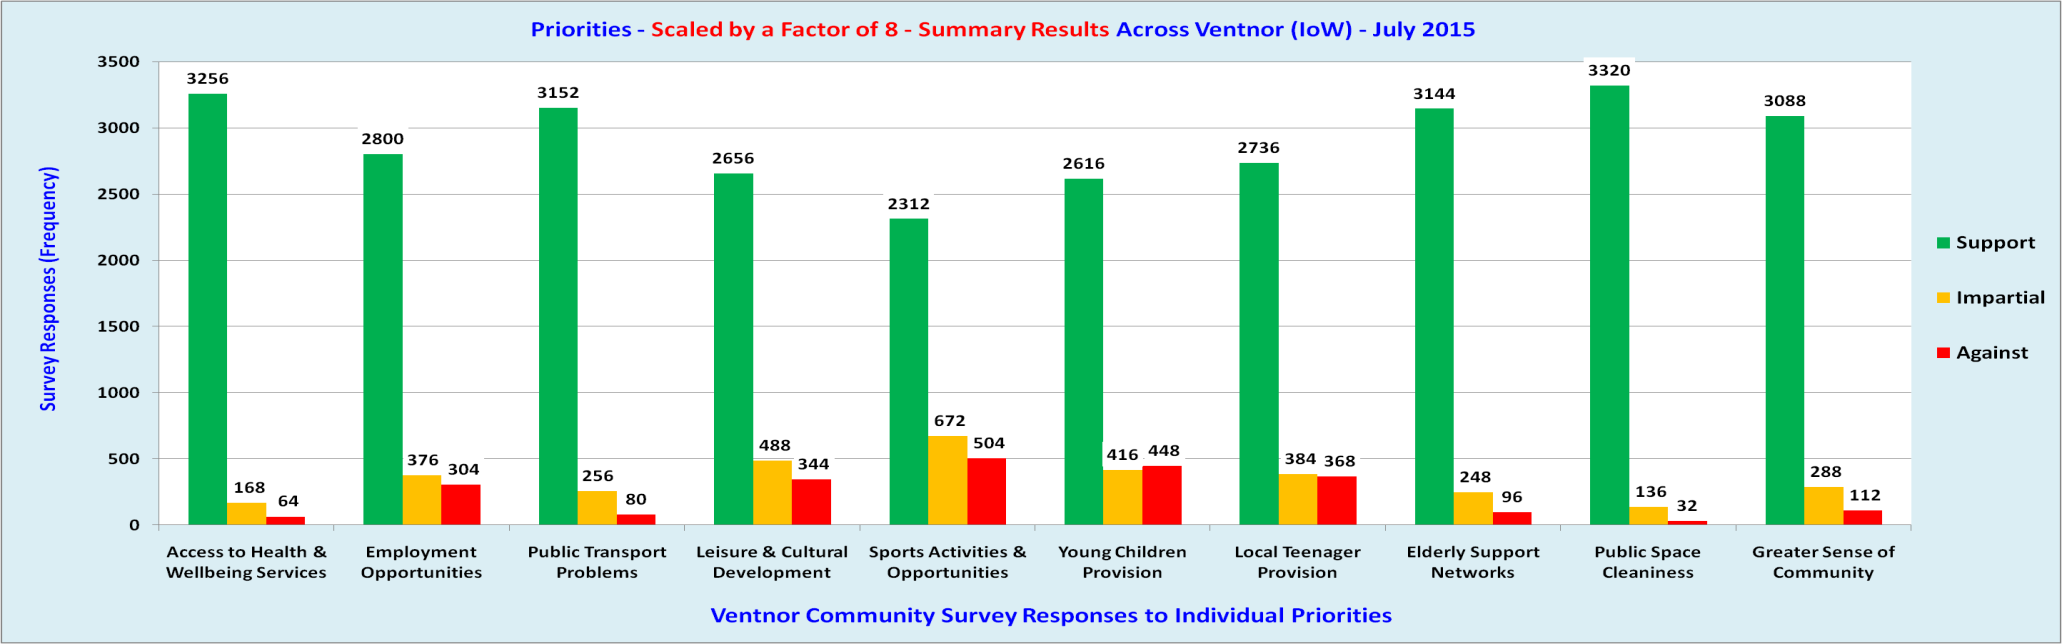 Priorities - Scaled by a Factor of 8 - Summary Results Across Ventnor (IoW) - July 2015
Survey Responses (Frequency)
3500
3000
2500
2000
1500
1000
500
0
3256
168
64
2800
376
304
3152
256
80
2656
488
344
2312
672
504
2616
416
448
2736
384
368
3144
248
96
3320
136
32
3088
288
112
Support
Impartial
Against
Access to Health &
Wellbeing Services
Employment
Opportunities
Public Transport
Problems
Leisure & Cultural
Development
Sports Activities &
Opportunities
Young Children
Provision
Local Teenager
Provision
Elderly Support
Networks
Public Space
Cleaniness
Greater Sense of
Community
Ventnor Community Survey Responses to Individual Priorities